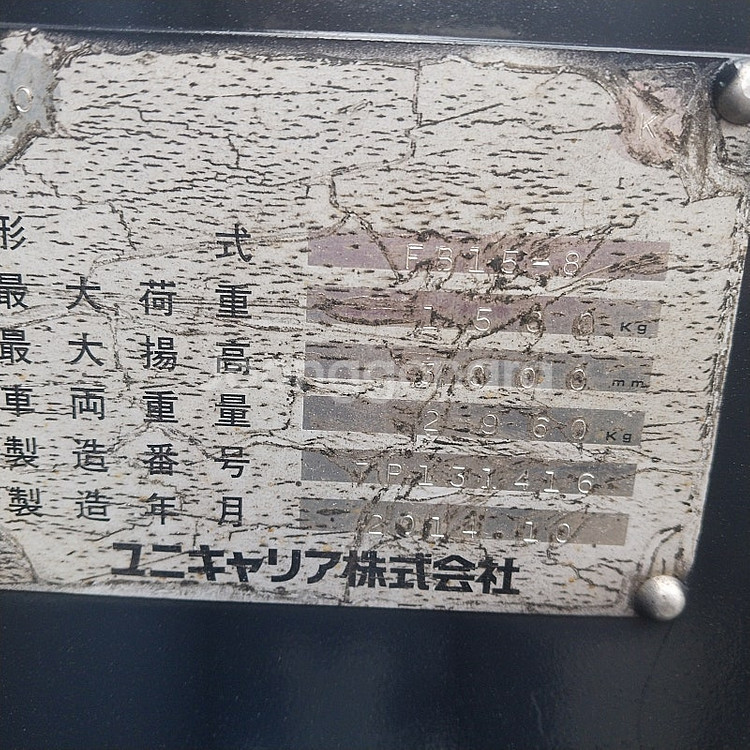 O
K
形式 FB15-8
最大荷重 1500 Kg
最大揚高 3000 mm
車両重量 2960 Kg
製造番号 7P131416
製造年月 2014.10
ユニキャリア株式会社